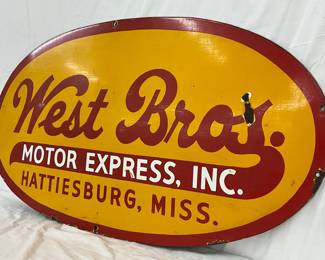 West Bros.
MOTOR EXPRESS, INC.
HATTIESBURG, MISS.